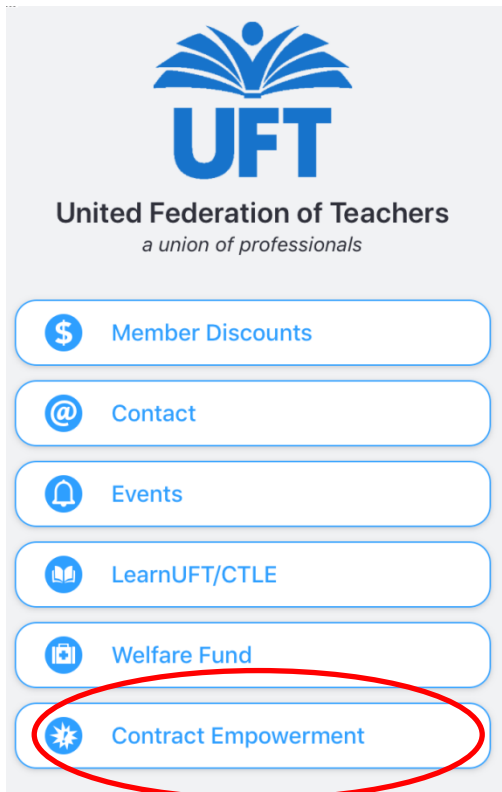 UFT
United Federation of Teachers
a union of professionals
$ Member Discounts
@ Contact
Events
LearnUFT/CTLE
Welfare Fund
Contract Empowerment